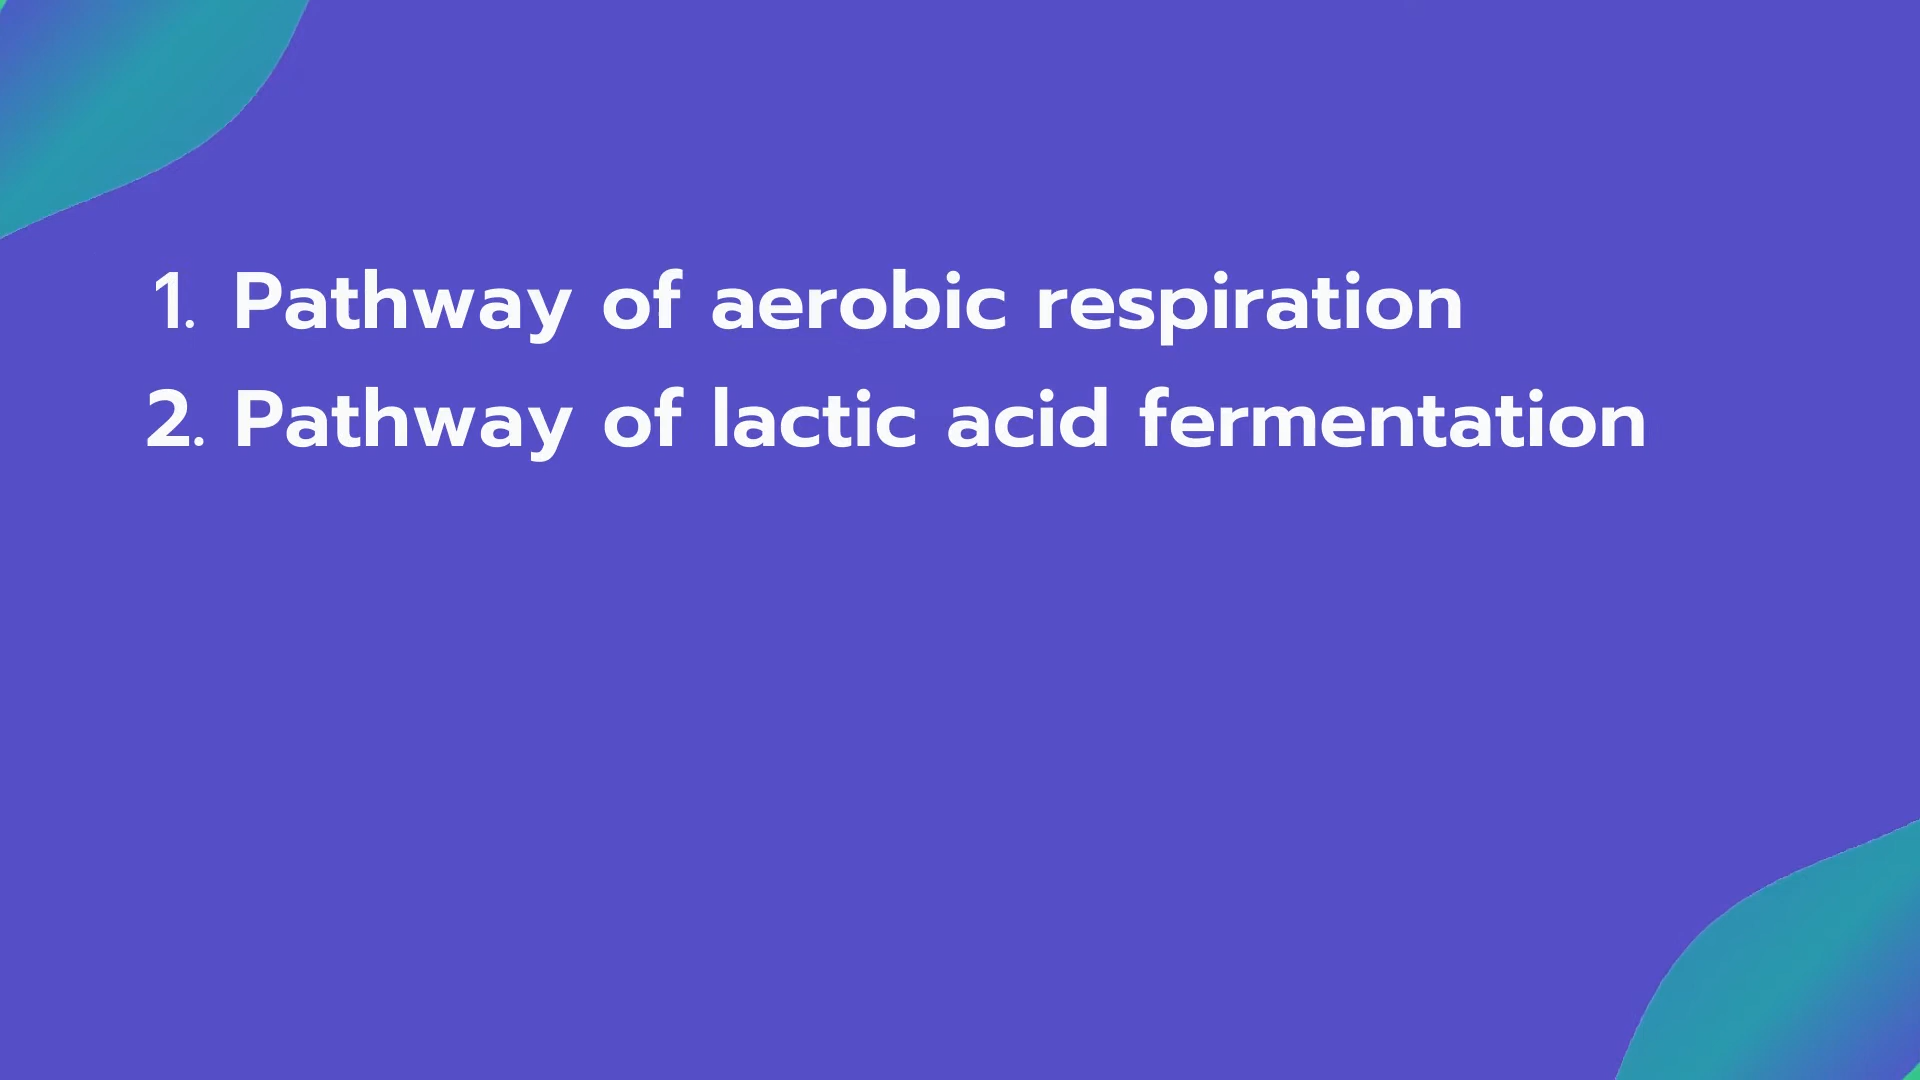 1. Pathway of aerobic respiration
2. Pathway of lactic acid fermentation